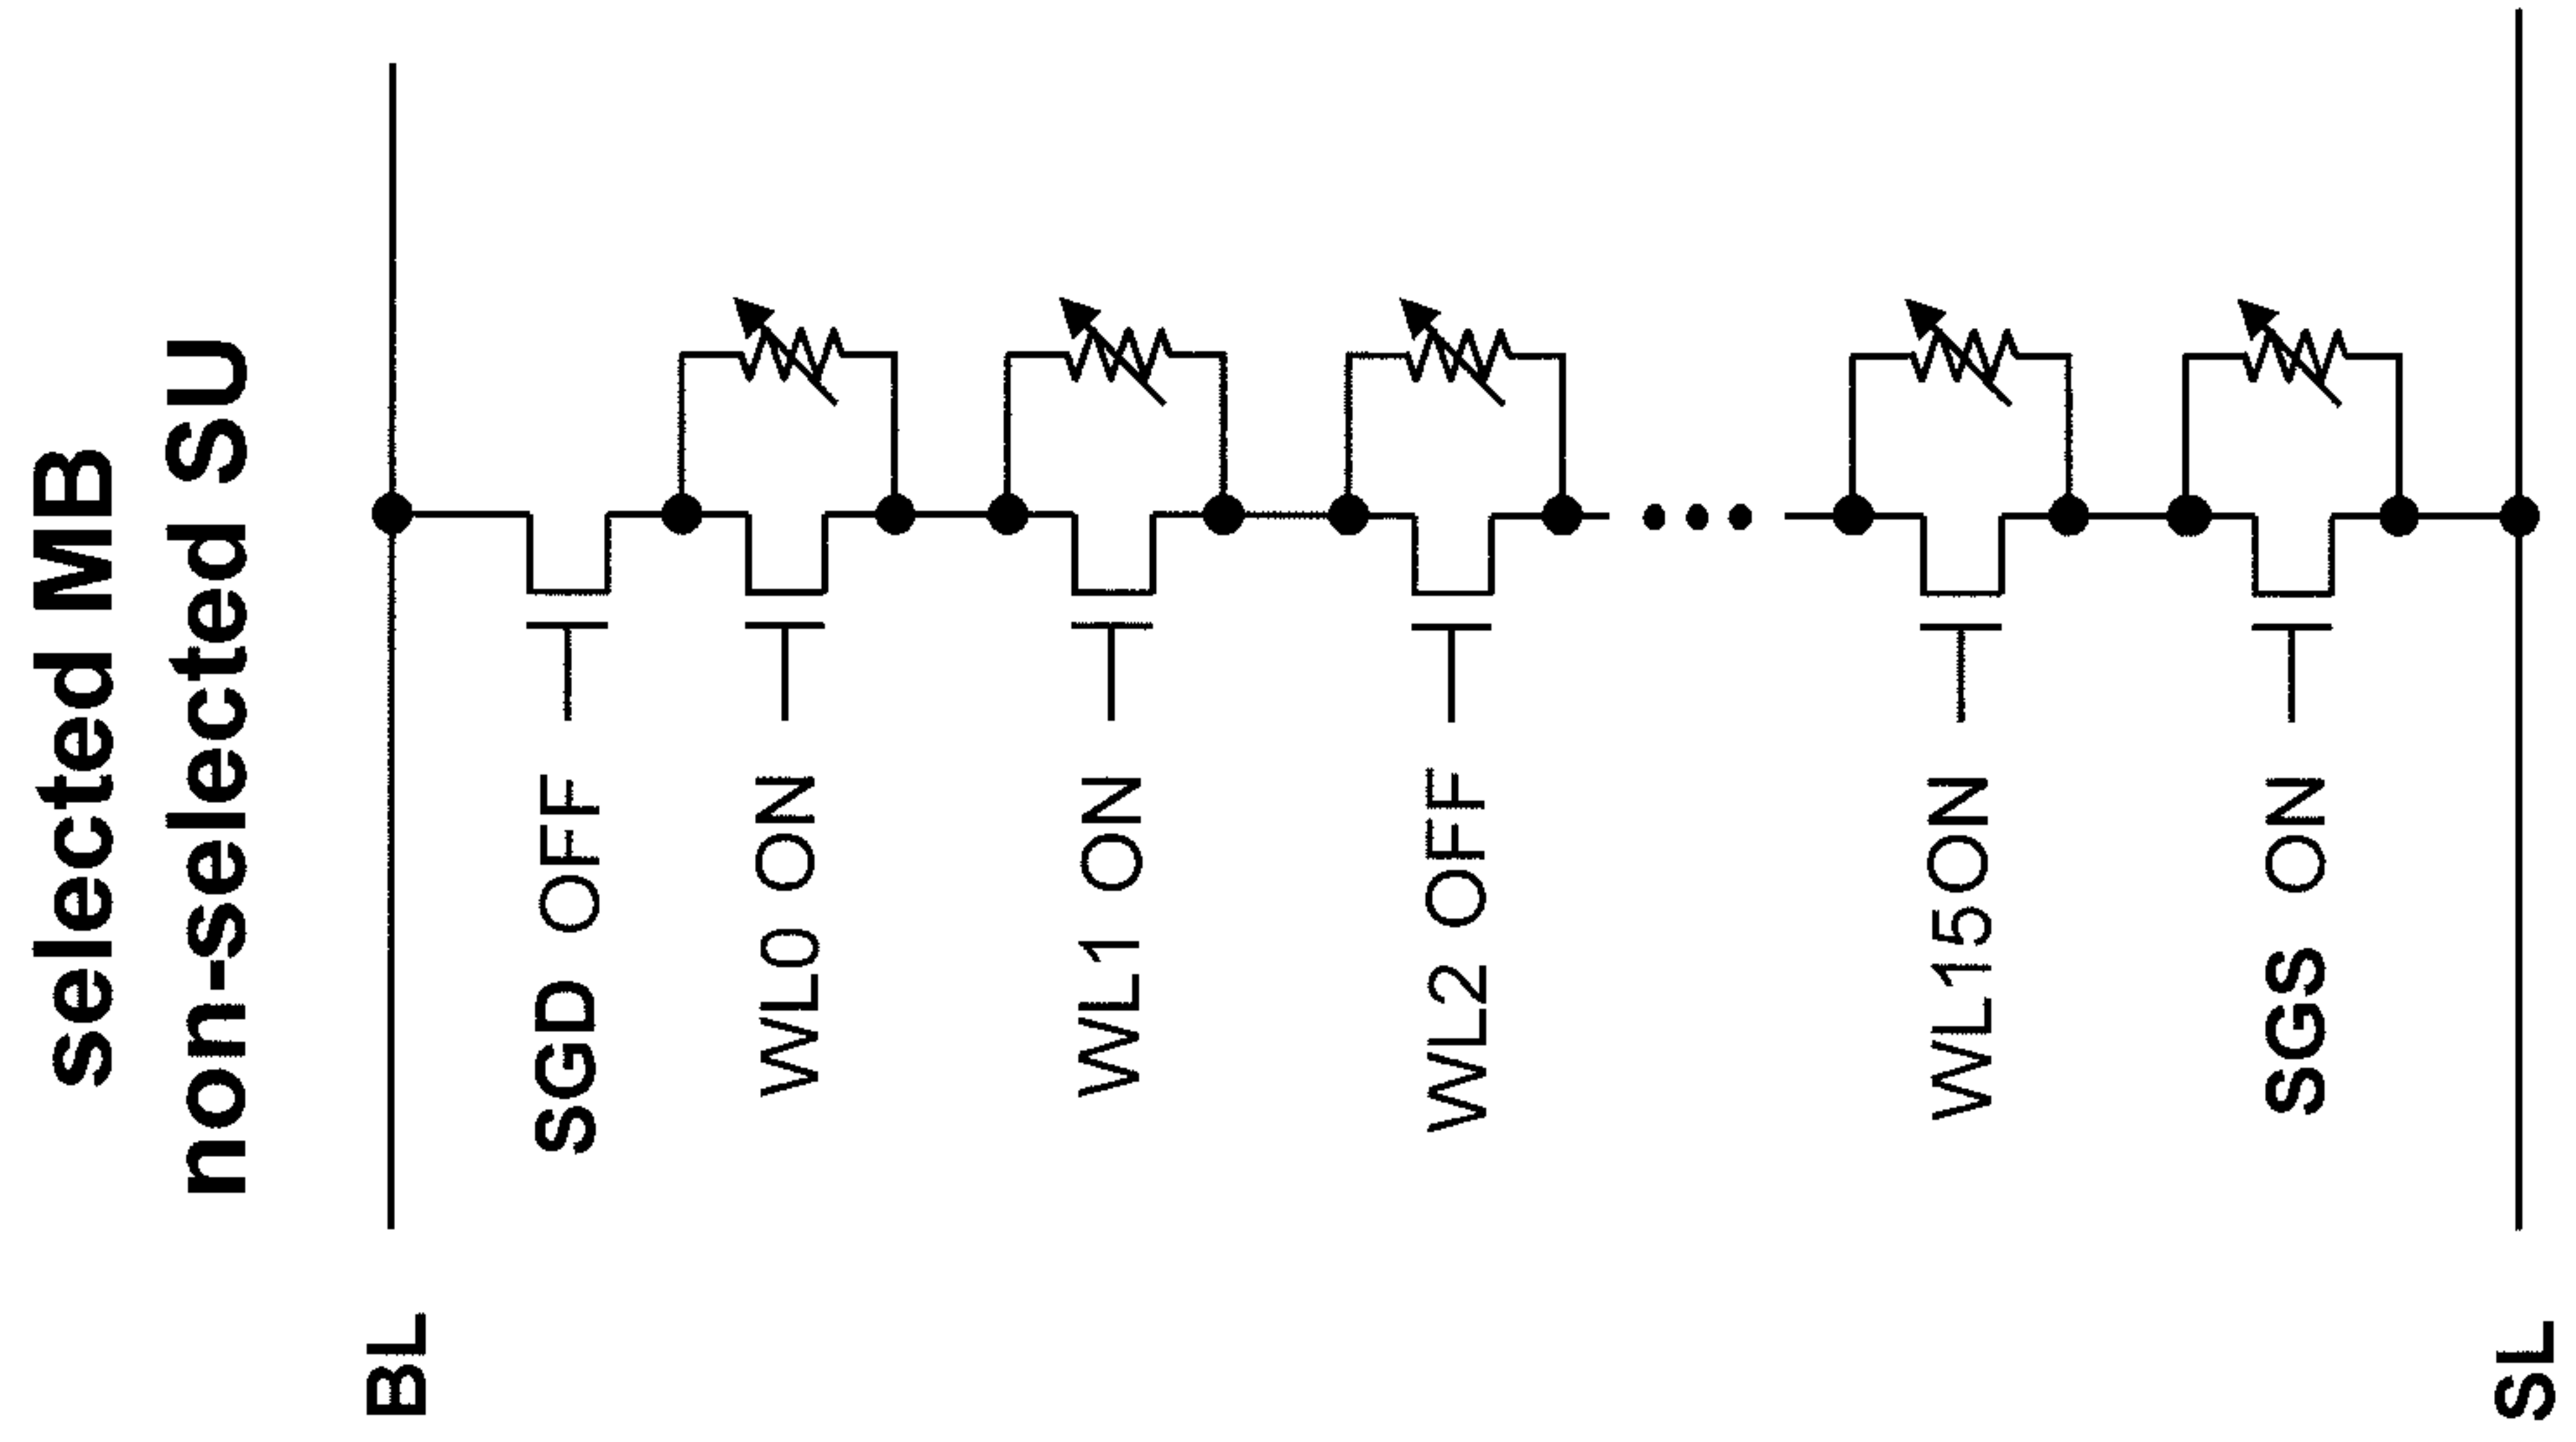 selected MB
non-selected SU
BL
SGD OFF
WL0 ON
WL1 ON
WL2 OFF
WL15ON
SGS ON
SL